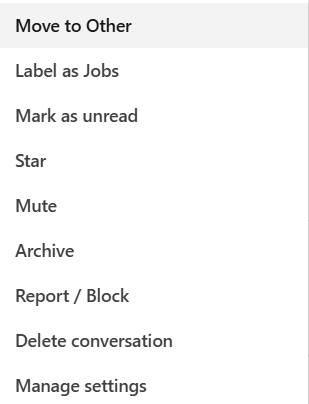 Move to Other
Label as Jobs
Mark as unread
Star
Mute
Archive
Report / Block
Delete conversation
Manage settings